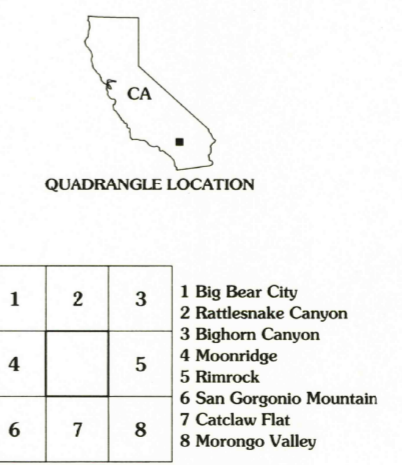 CA
QUADRANGLE LOCATION
1 2 3
4 5
6 7 8
1 Big Bear City
2 Rattlesnake Canyon
3 Bighorn Canyon
4 Moonridge
5 Rimrock
6 San Gorgonio Mountain
7 Catclaw Flat
8 Morongo Valley